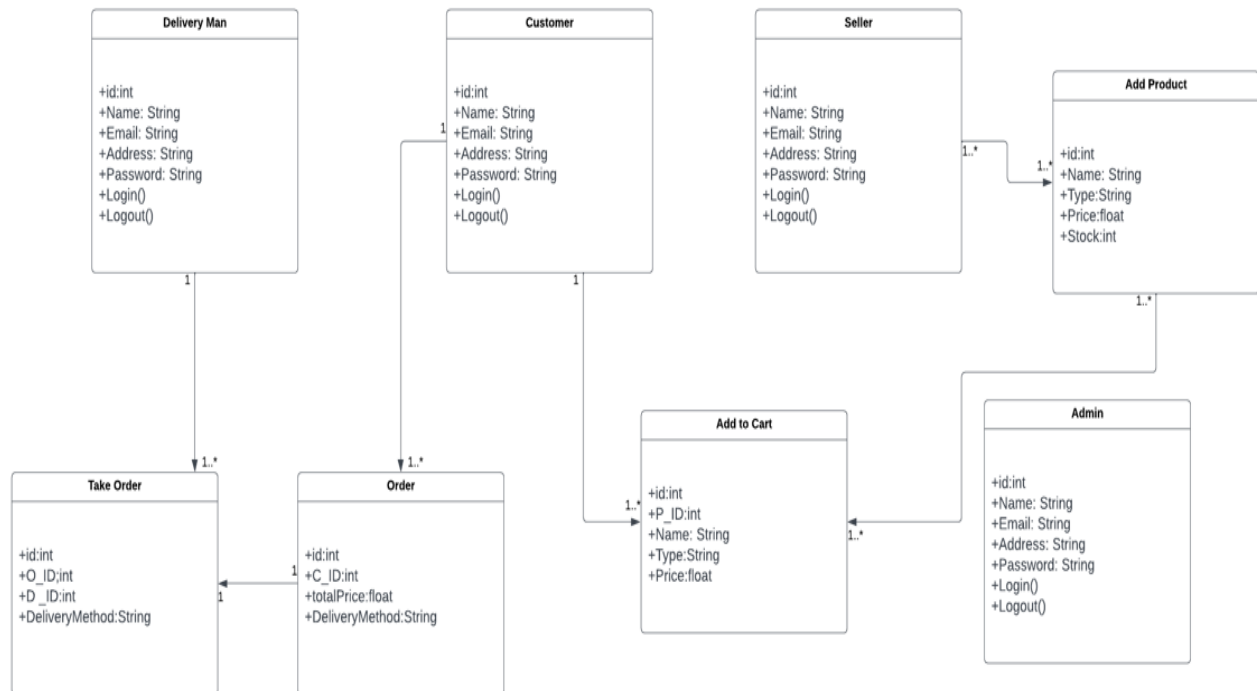 Delivery Man
+id:int
+Name: String
+Email: String
+Address: String
+Password: String
+Login()
+Logout()
1
1..*
Customer
+id:int
+Name: String
+Email: String
+Address: String
+Password: String
+Login()
+Logout()
1
1..*
1
1..*
Seller
+id:int
+Name: String
+Email: String
+Address: String
+Password: String
+Login()
+Logout()
1..*
1..*
Add Product
+id:int
+Name: String
+Type:String
+Price:float
+Stock:int
1..*
1..*
Take Order
+id:int
+O_ID;int
+D _ID:int
+DeliveryMethod:String
1
Order
+id:int
+C_ID:int
+totalPrice:float
+DeliveryMethod:String
1
Add to Cart
+id:int
+P_ID:int
+Name: String
+Type:String
+Price:float
Admin
+id:int
+Name: String
+Email: String
+Address: String
+Password: String
+Login()
+Logout()